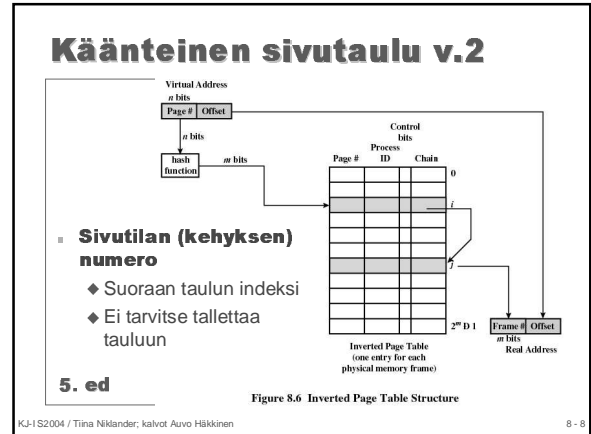 Käänteinen sivutaulu v.2
Virtual Address
n bits
Page # Offset
n bits
hash function
m bits
Control bits
Process ID
Page #
Chain
0
i
j
2^m D 1
Sivutilan (kehyksen)
numero
Suoraan taulun indeksi
Ei tarvitse tallettaa
tauluun
5. ed
Inverted Page Table
(one entry for each
physical memory frame)
Frame # Offset
m bits
Real Address
Figure 8.6 Inverted Page Table Structure
KJ-I S2004 / Tiina Niklander; kalvot Auvo Häkkinen
8 - 8